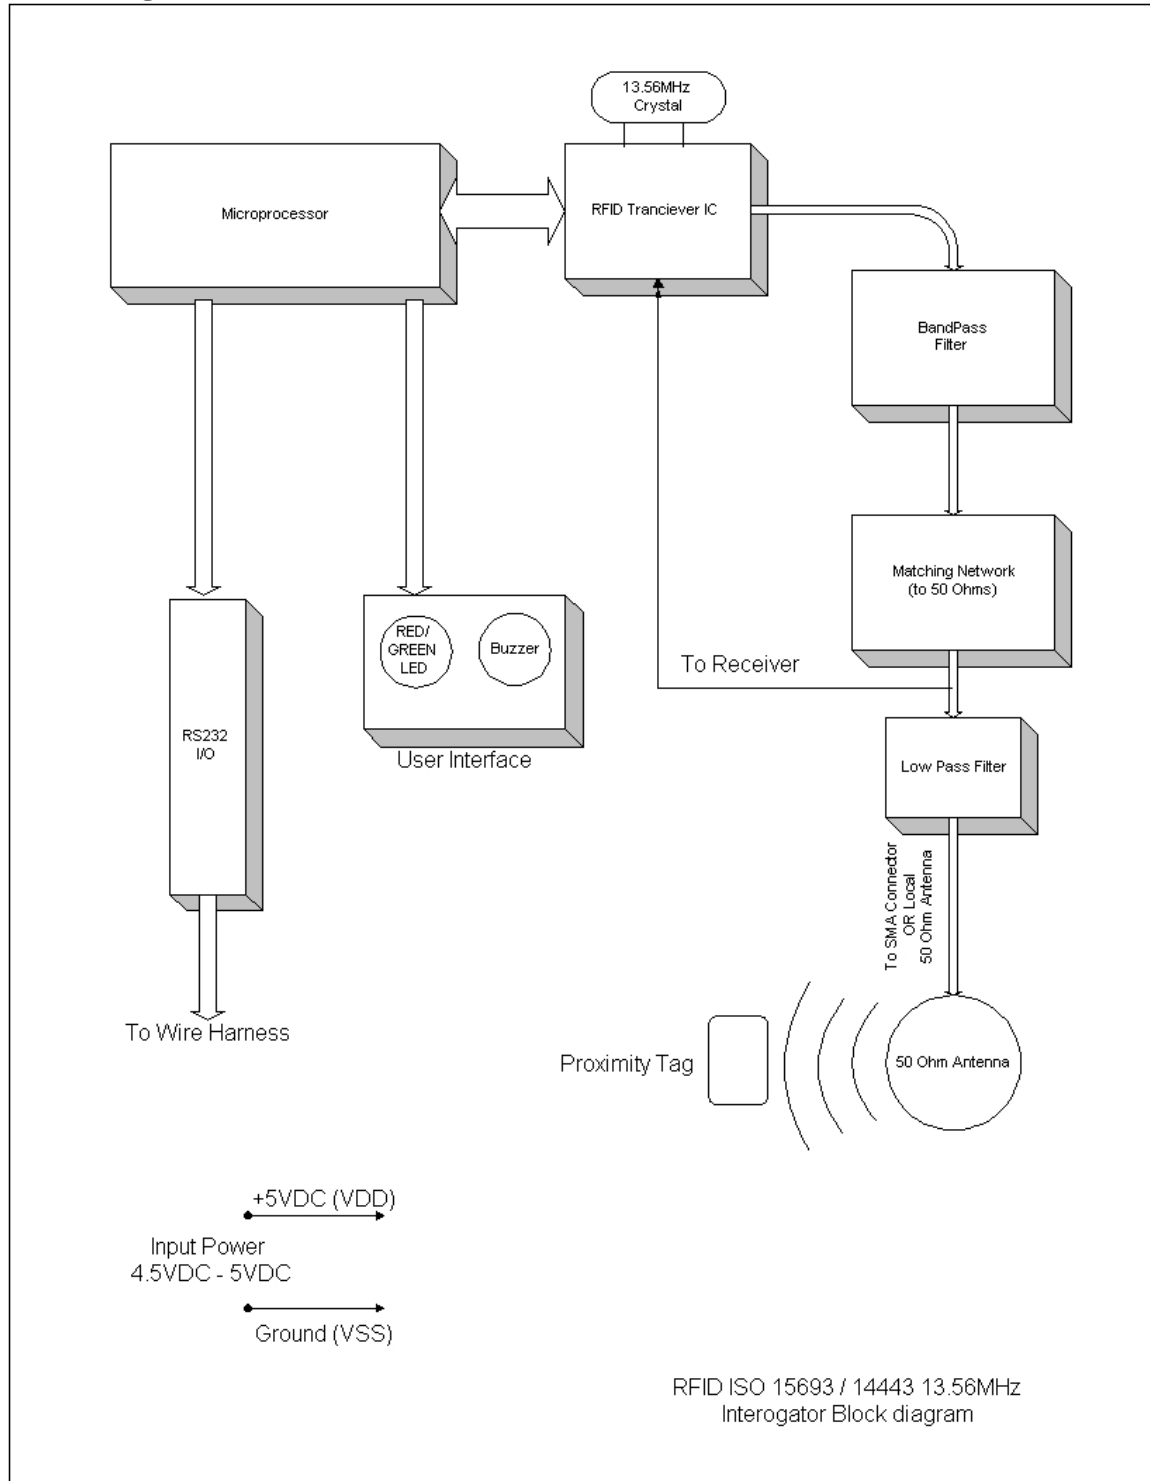 13.56MHz
Crystal
Microprocessor
RFID Tranciever IC
BandPass
Filter
Matching Network
(to 50 Ohms)
RED/
GREEN
LED
Buzzer
To Receiver
RS232
I/O
User Interface
Low Pass Filter
To SMA Connector
OR Local
50 Ohm Antenna
To Wire Harness
Proximity Tag
50 Ohm Antenna
+5VDC (VDD)
Input Power
4.5VDC - 5VDC
Ground (VSS)
RFID ISO 15693 / 14443 13.56MHz
Interogator Block diagram